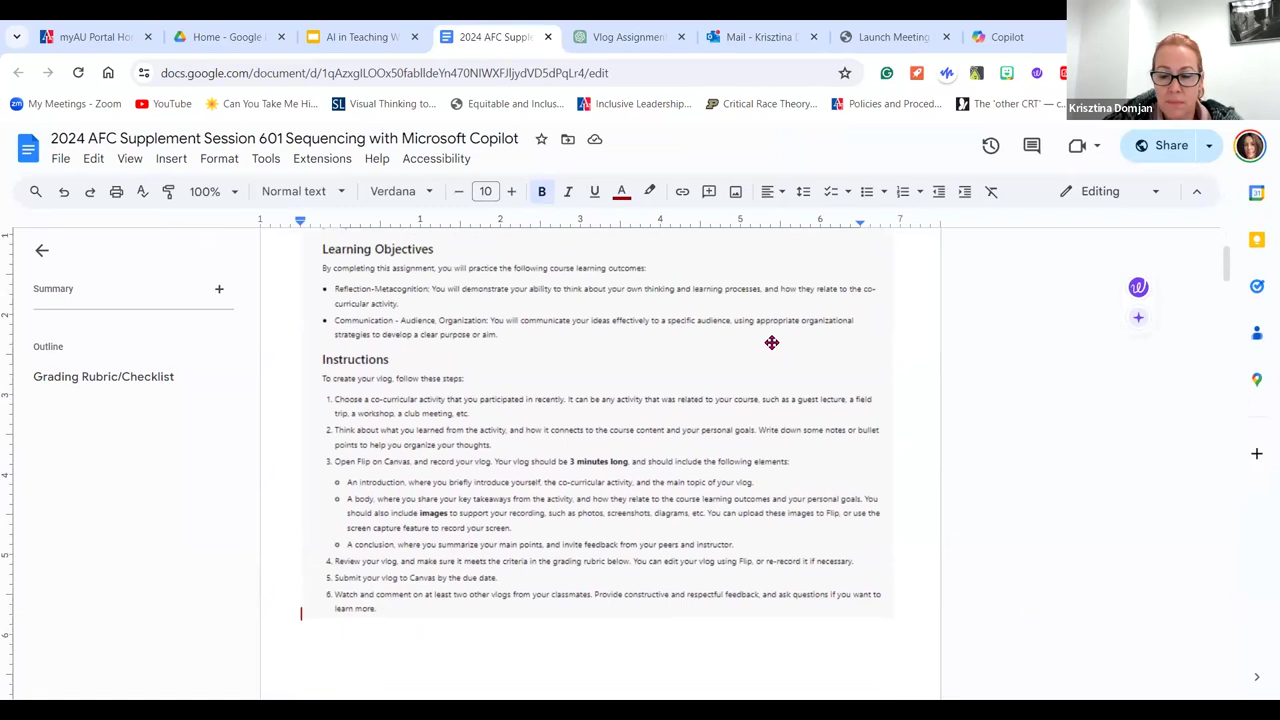 myAU Portal Ho
Home - Google
AI in Teaching W
2024 AFC Supple
Vlog Assignment
Mail - Krisztina D
Launch Meeting
Copilot
docs.google.com/document/d/
/edit
My Meetings - Zoom
YouTube
Can You Take Me Hi...
Visual Thinking to...
Equitable and Inclus...
Inclusive Leadership...
Critical Race Theory...
Policies and Proced...
The 'other CRT' — c...
Krisztina Domjan
2024 AFC Supplement Session 601 Sequencing with Microsoft Copilot
Share
File Edit View Insert Format Tools Extensions Help Accessibility
100% Normal text Verdana 10 B I U A Editing
1 1 2 3 4 5 6 7
Summary
Outline
Grading Rubric/Checklist
1
2
3
4
5
6
Learning Objectives
By completing this assignment, you will practice the following course learning outcomes:
• Reflection-Metacognition: You will demonstrate your ability to think about your own thinking and learning processes, and how they relate to the co-
curricular activity.
• Communication - Audience, Organization: You will communicate your ideas effectively to a specific audience, using appropriate organizational
strategies to develop a clear purpose or aim.
Instructions
To create your vlog, follow these steps:
1. Choose a co-curricular activity that you participated in recently. It can be any activity that was related to your course, such as a guest lecture, a field
trip, a workshop, a club meeting, etc.
2. Think about what you learned from the activity, and how it connects to the course content and your personal goals. Write down some notes or bullet
points to help you organize your thoughts.
3. Open Flip on Canvas, and record your vlog. Your vlog should be 3 minutes long, and should include the following elements:
o An introduction, where you briefly introduce yourself, the co-curricular activity, and the main topic of your vlog.
o A body, where you share your key takeaways from the activity, and how they relate to the course learning outcomes and your personal goals. You
should also include images to support your recording, such as photos, screenshots, diagrams, etc. You can upload these images to Flip, or use the
screen capture feature to record your screen.
o A conclusion, where you summarize your main points, and invite feedback from your peers and instructor.
4. Review your vlog, and make sure it meets the criteria in the grading rubric below. You can edit your vlog using Flip, or re-record it if necessary.
5. Submit your vlog to Canvas by the due date.
6. Watch and comment on at least two other vlogs from your classmates. Provide constructive and respectful feedback, and ask questions if you want to
learn more.